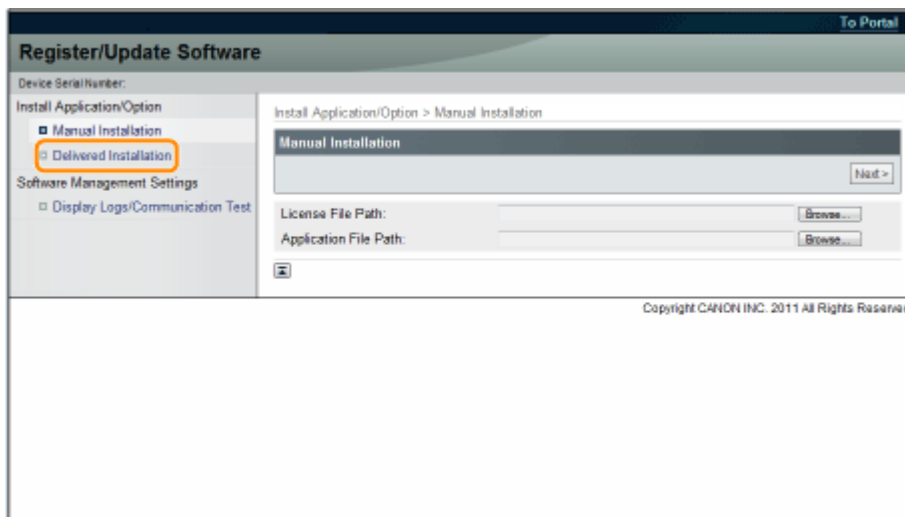 To Portal
Register/Update Software
Device Serial Number:
Install Application/Option
Manual Installation
Delivered Installation
Software Management Settings
Display Logs/Communication Test
Install Application/Option > Manual Installation
Manual Installation
Next >
License File Path:
Browse...
Application File Path:
Browse...
Copyright CANON INC. 2011 All Rights Reserve